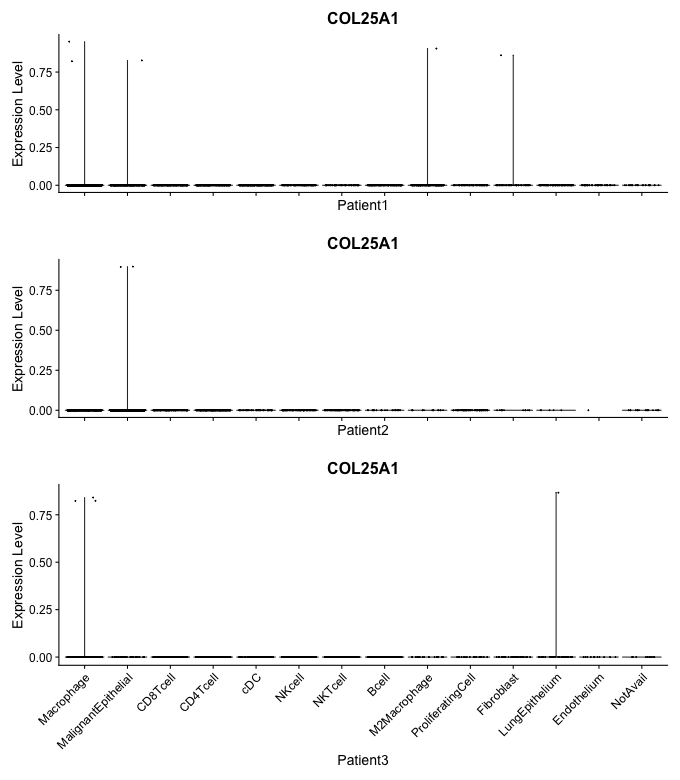 COL25A1
Expression Level
0.75
0.50
0.25
0.00
Patient1
COL25A1
Expression Level
0.75
0.50
0.25
0.00
Patient2
COL25A1
Expression Level
0.75
0.50
0.25
0.00
Macrophage
MalignantEpithelial
CD8Tcell
CD4Tcell
cDC
NKcell
NKTcell
Bcell
M2Macrophage
ProliferatingCell
Fibroblast
LungEpithelium
Endothelium
NotAvail
Patient3